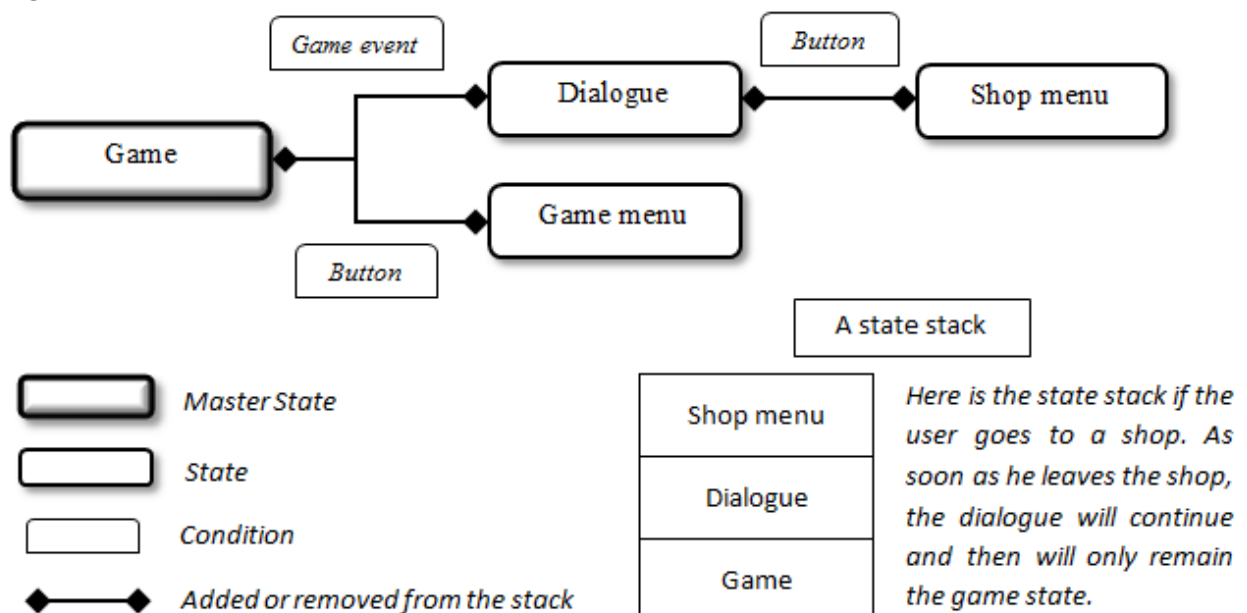 Game event
Button
Dialogue
Shop menu
Game
Game menu
Button
A state stack
Master State
State
Condition
Added or removed from the stack
Shop menu
Dialogue
Game
Here is the state stack if the
user goes to a shop. As
soon as he leaves the shop,
the dialogue will continue
and then will only remain
the game state.